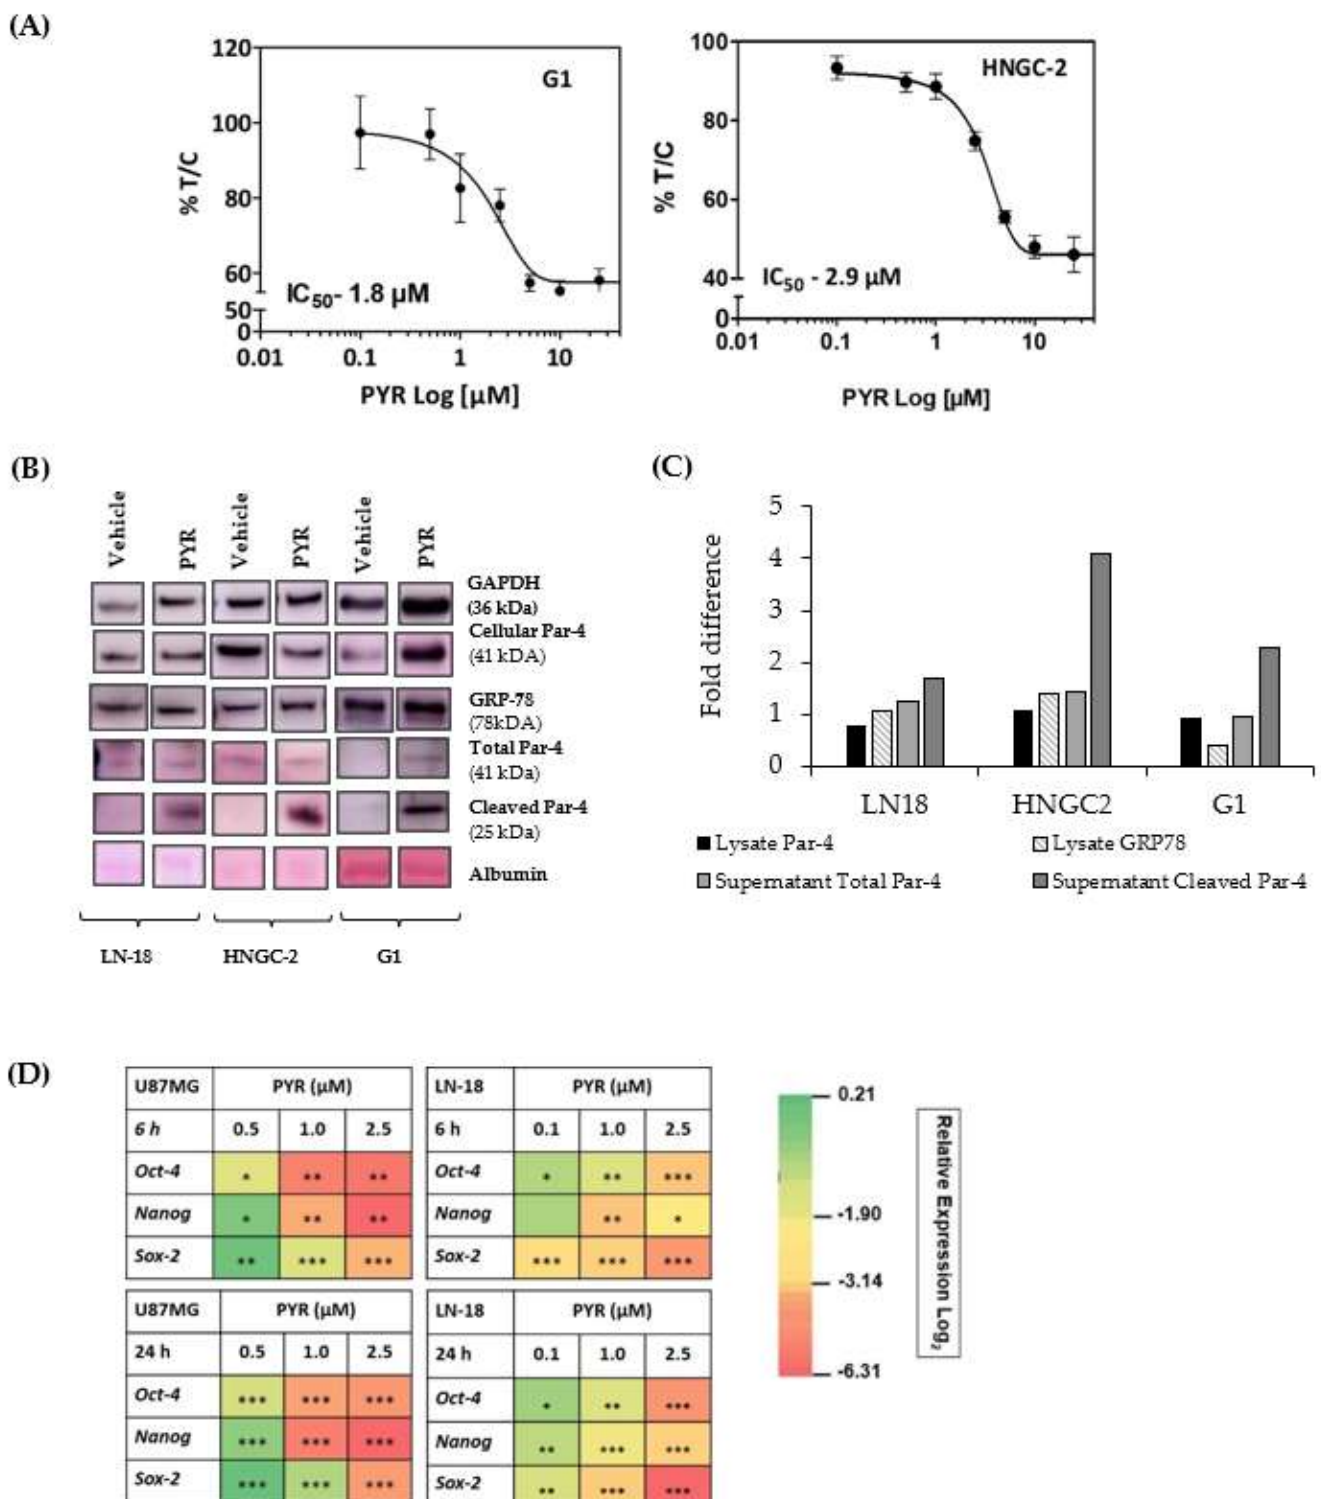 (A)
120
100
80
60
50
0
% T/C
G1
IC50- 1.8 µM
0.01 0.1 1 10
PYR Log [µM]
100
80
60
40
0
% T/C
HNGC-2
IC50 - 2.9 µM
0.01 0.1 1 10
PYR Log [µM]
(B)
Vehicle PYR Vehicle PYR Vehicle PYR
GAPDH
(36 kDa)
Cellular Par-4
(41 kDA)
GRP-78
(78kDA)
Total Par-4
(41 kDa)
Cleaved Par-4
(25 kDa)
Albumin
LN-18 HNGC-2 G1
(C)
Fold difference
5
4
3
2
1
0
LN18 HNGC2 G1
Lysate Par-4 Lysate GRP78
Supernatant Total Par-4 Supernatant Cleaved Par-4
(D)
U87MG PYR (µM)
6 h 0.5 1.0 2.5
Oct-4 * ** **
Nanog * ** **
Sox-2 ** *** ***
LN-18 PYR (µM)
6 h 0.1 1.0 2.5
Oct-4 * ** ***
Nanog ** *
Sox-2 *** *** ***
U87MG PYR (µM)
24 h 0.5 1.0 2.5
Oct-4 *** *** ***
Nanog *** *** ***
Sox-2 *** *** ***
LN-18 PYR (µM)
24 h 0.1 1.0 2.5
Oct-4 * ** ***
Nanog ** *** ***
Sox-2 ** *** ***
0.21
-1.90
-3.14
-6.31
Relative Expression Log2